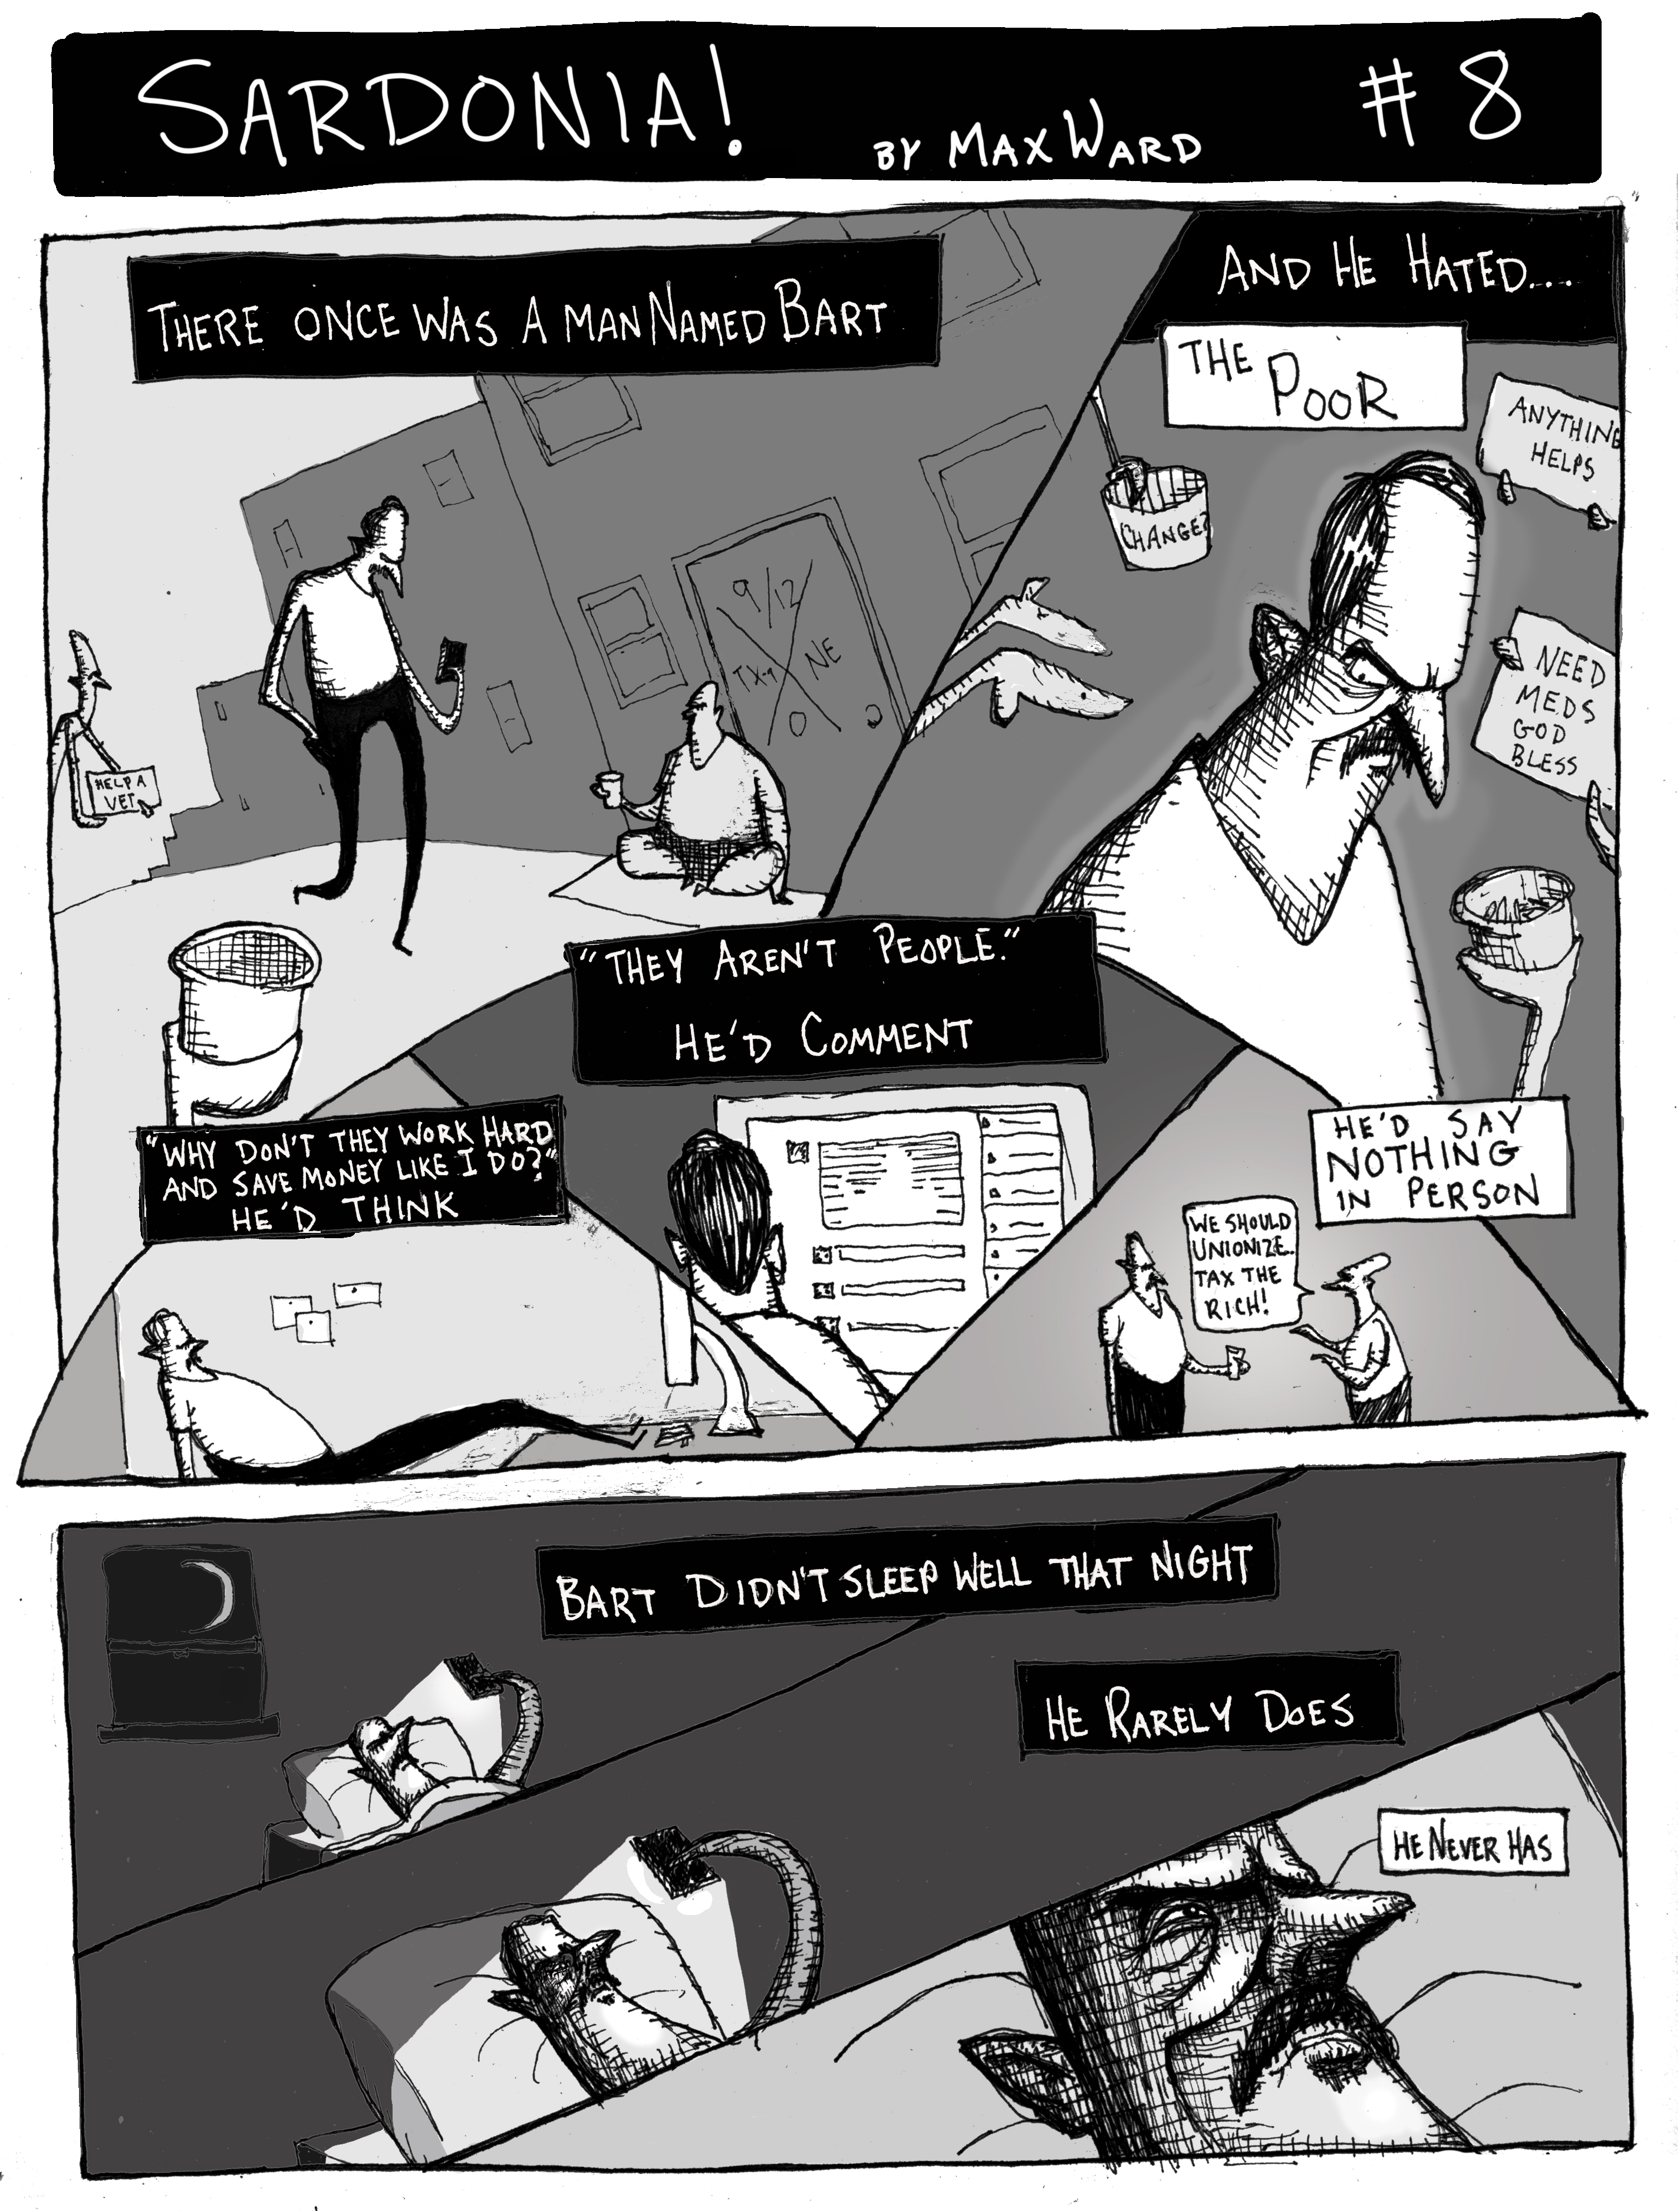 SARDONIA!
BY MAX WARD
# 8
THERE ONCE WAS A MAN NAMED BART
HELP A
VET
9/12
TX-1
NE
O
AND HE HATED....
THE POOR
CHANGE?
ANYTHING
HELPS
NEED
MEDS
GOD
BLESS
"THEY AREN'T PEOPLE."
HE'D COMMENT
"WHY DON'T THEY WORK HARD
AND SAVE MONEY LIKE I DO?"
HE'D THINK
HE'D SAY
NOTHING
IN PERSON
WE SHOULD
UNIONIZE..
TAX THE
RICH!
BART DIDN'T SLEEP WELL THAT NIGHT
HE RARELY DOES
HE NEVER HAS